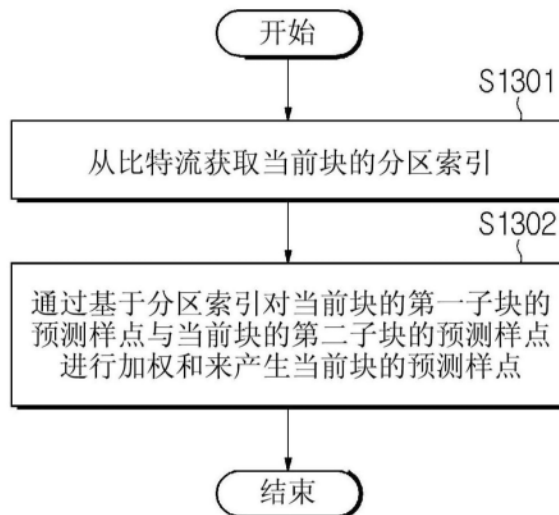 开始
S1301
从比特流获取当前块的分区索引
S1302
通过基于分区索引对当前块的第一子块的
预测样点与当前块的第二子块的预测样点
进行加权和来产生当前块的预测样点
结束